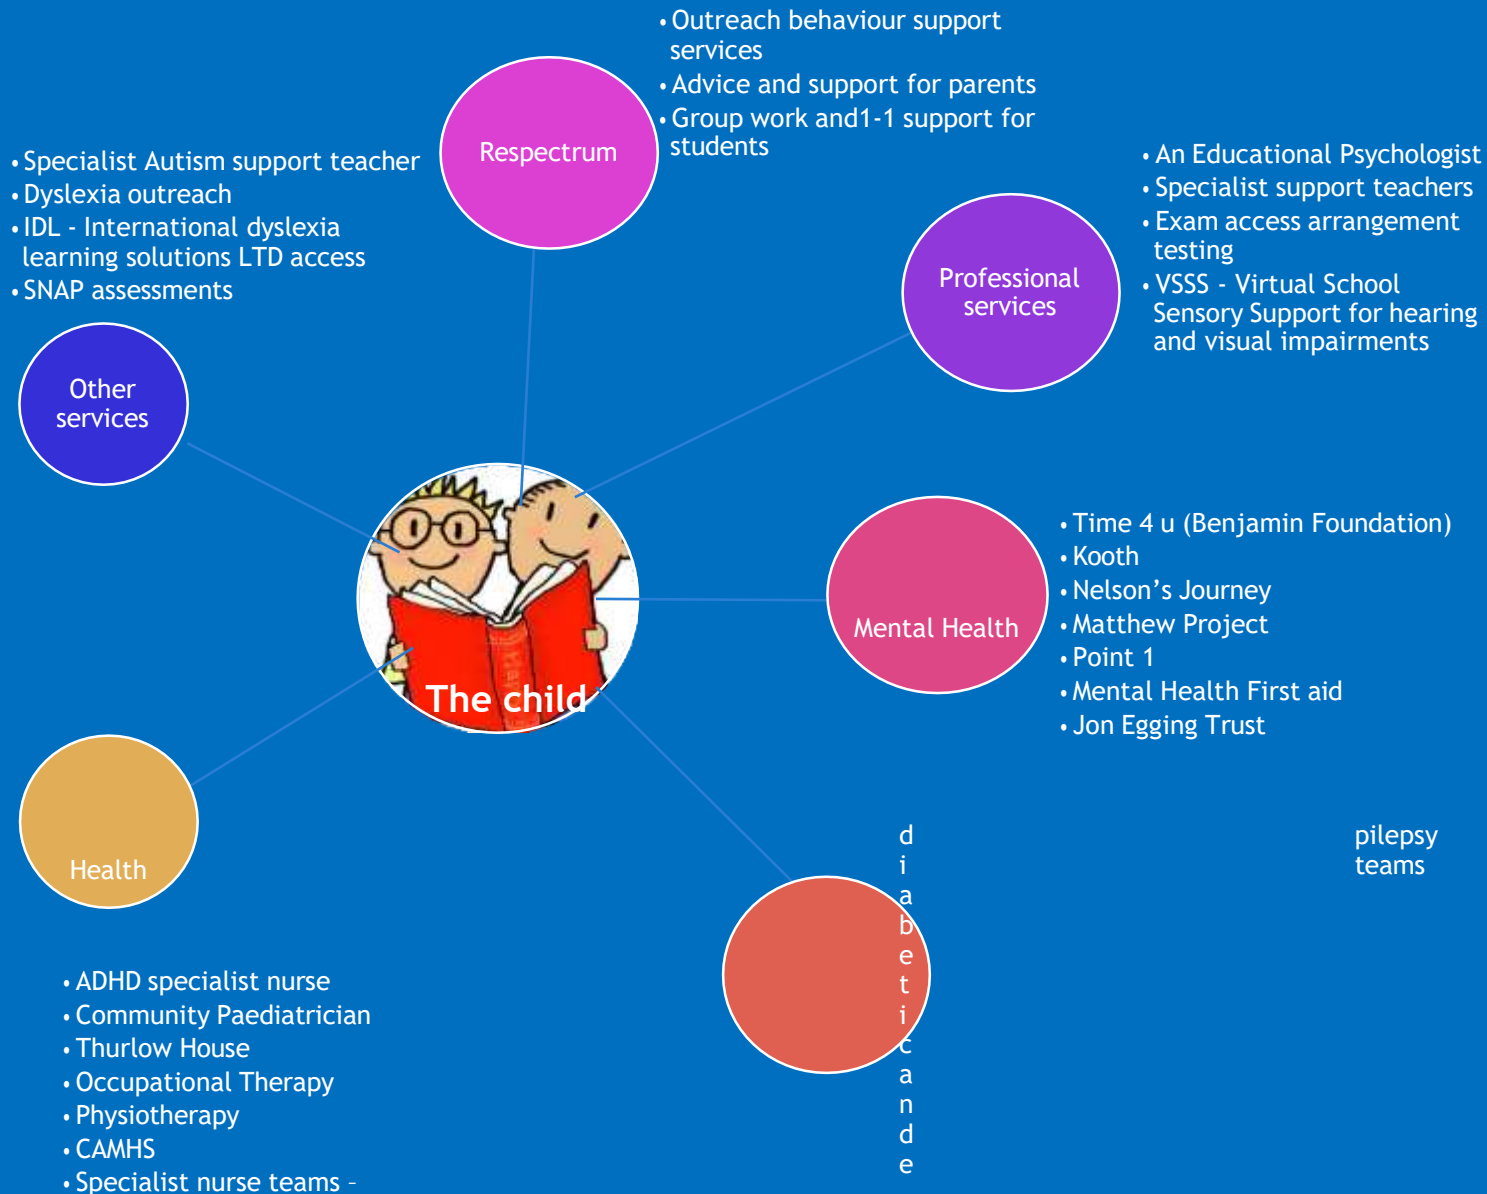 • Outreach behaviour support
services
• Advice and support for parents
• Group work and1-1 support for
students
Respectrum
• Specialist Autism support teacher
• Dyslexia outreach
• IDL - International dyslexia
learning solutions LTD access
• SNAP assessments
Other
services
• An Educational Psychologist
• Specialist support teachers
• Exam access arrangement
testing
• VSSS - Virtual School
Sensory Support for hearing
and visual impairments
Professional
services
The child
Mental Health
• Time 4 u (Benjamin Foundation)
• Kooth
• Nelson’s Journey
• Matthew Project
• Point 1
• Mental Health First aid
• Jon Egging Trust
Health
• ADHD specialist nurse
• Community Paediatrician
• Thurlow House
• Occupational Therapy
• Physiotherapy
• CAMHS
• Specialist nurse teams –
d
i
a
b
e
t
i
c
a
n
d
e
pilepsy
teams